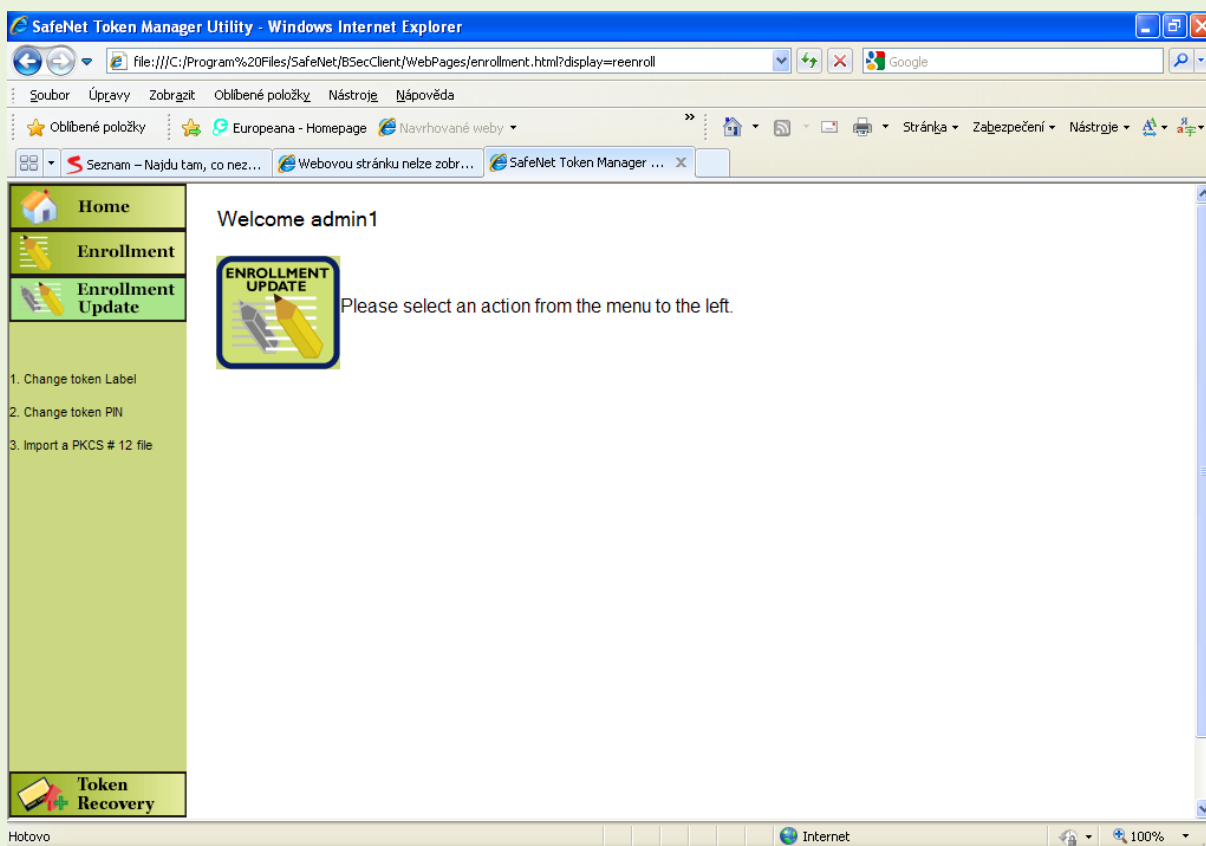 SafeNet Token Manager Utility - Windows Internet Explorer
file:///C:/Program%20Files/SafeNet/BSecClient/WebPages/enrollment.html?display=reenroll
Google
Soubor Úpravy Zobrazit Oblíbené položky Nástroje Nápověda
Oblíbené položky Europeana - Homepage Navrhované weby » Stránka Zabezpečení Nástroje
Seznam – Najdu tam, co nez... Webovou stránku nelze zobr... SafeNet Token Manager ... X
Home
Enrollment
Enrollment
Update
1. Change token Label
2. Change token PIN
3. Import a PKCS # 12 file
Token
Recovery
Welcome admin1
ENROLLMENT
UPDATE
Please select an action from the menu to the left.
Hotovo Internet 100%